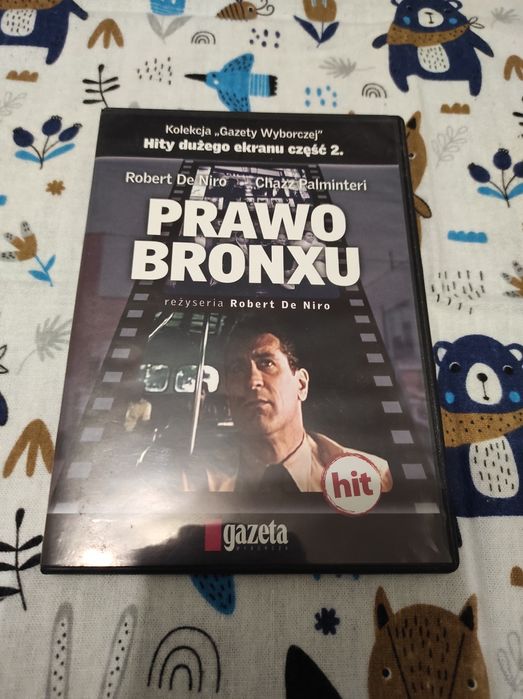 Kolekcja „Gazety Wyborczej”
Hity dużego ekranu część 2.
Robert De Niro Chazz Palminteri
PRAWO
BRONXU
reżyseria Robert De Niro
hit
gazeta